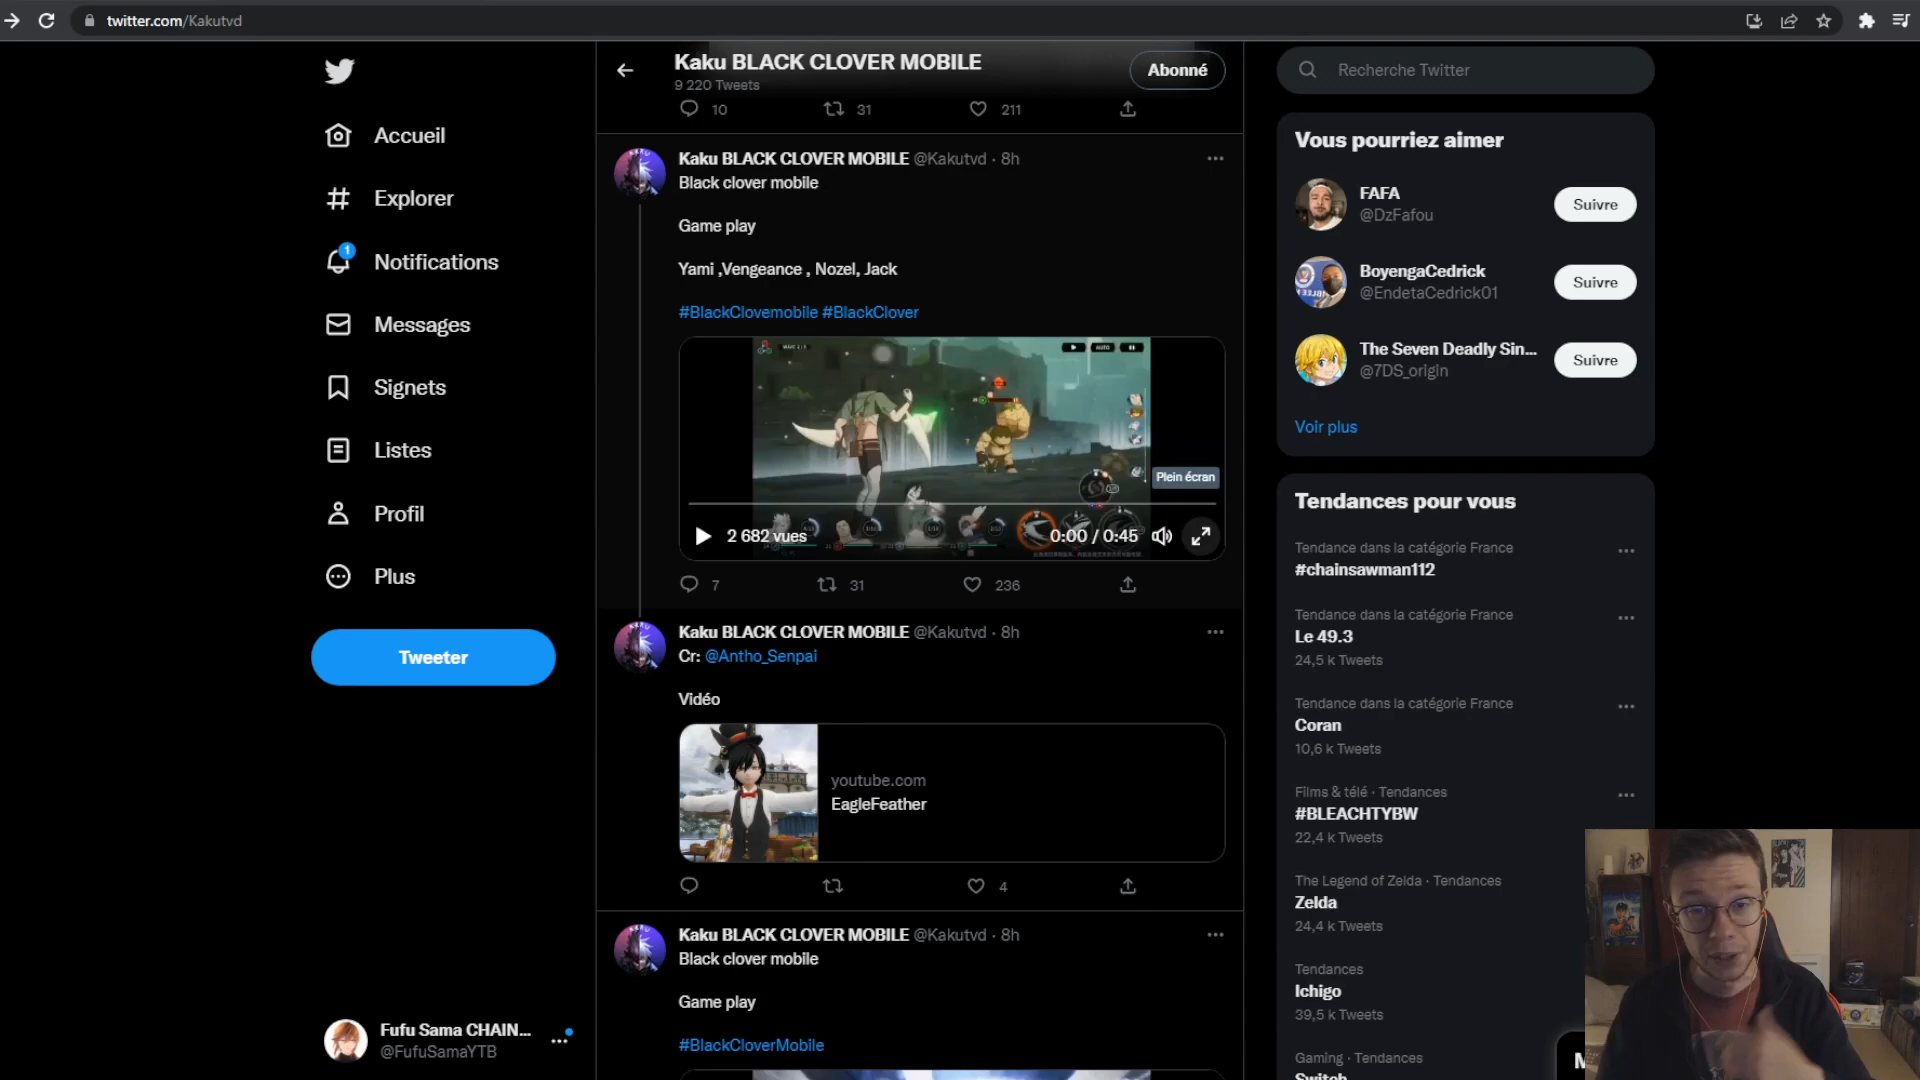 twitter.com/Kakutvd
Accueil
Explorer
1
Notifications
Messages
Signets
Listes
Profil
Plus
Tweeter
Fufu Sama CHAIN...
@FufuSamaYTB
Kaku BLACK CLOVER MOBILE
9 220 Tweets
Abonné
10
31
211
Kaku BLACK CLOVER MOBILE @Kakutvd · 8h
Black clover mobile
Game play
Yami ,Vengeance , Nozel, Jack
#BlackClovemobile #BlackClover
AUTO
Plein écran
2 682 vues
0:00 / 0:45
7
31
236
Kaku BLACK CLOVER MOBILE @Kakutvd · 8h
Cr: @Antho_Senpai
Vidéo
youtube.com
EagleFeather
4
Kaku BLACK CLOVER MOBILE @Kakutvd · 8h
Black clover mobile
Game play
#BlackCloverMobile
Recherche Twitter
Vous pourriez aimer
FAFA
@DzFafou
Suivre
BoyengaCedrick
@EndetaCedrick01
Suivre
The Seven Deadly Sin...
@7DS_origin
Suivre
Voir plus
Tendances pour vous
Tendance dans la catégorie France
#chainsawman112
Tendance dans la catégorie France
Le 49.3
24,5 k Tweets
Tendance dans la catégorie France
Coran
10,6 k Tweets
Films & télé · Tendances
#BLEACHTYBW
22,4 k Tweets
The Legend of Zelda · Tendances
Zelda
24,4 k Tweets
Tendances
Ichigo
39,5 k Tweets
Gaming · Tendances
Switch